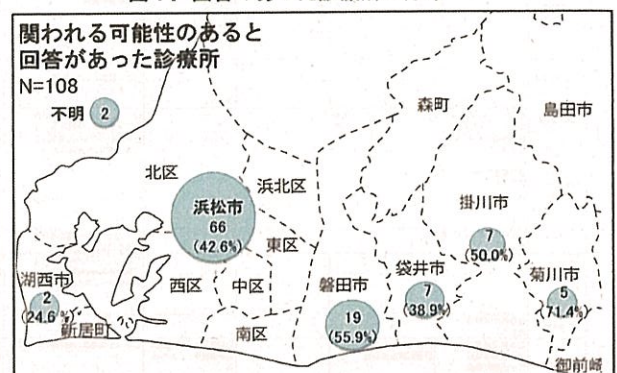 関われる可能性のあると
回答があった診療所
N=108
不明 2
森町
島田市
北区
浜松市
66
(42.6%)
浜北区
掛川市
7
(50.0%)
東区
湖西市
2
(24.6%)
新居町
西区
中区
磐田市
19
(55.9%)
袋井市
7
(38.9%)
菊川市
5
(71.4%)
南区
御前崎